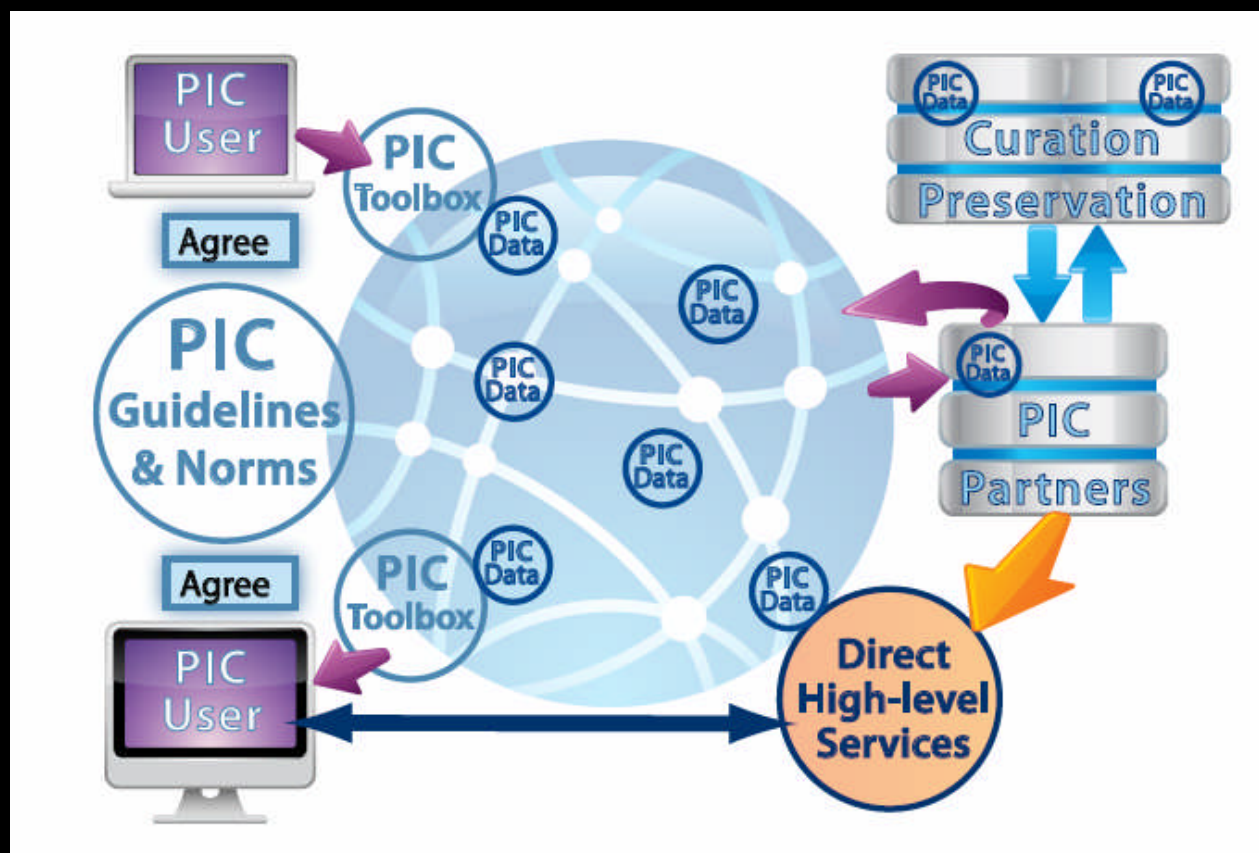 PIC
User
Agree
PIC
Guidelines
& Norms
Agree
PIC
User
PIC
Toolbox
PIC
Data
PIC
Data
PIC
Data
PIC
Data
PIC
Toolbox
PIC
Data
PIC
Data
Direct
High-level
Services
PIC
Data
PIC
Data
Curation
Preservation
PIC
Data
PIC
Partners